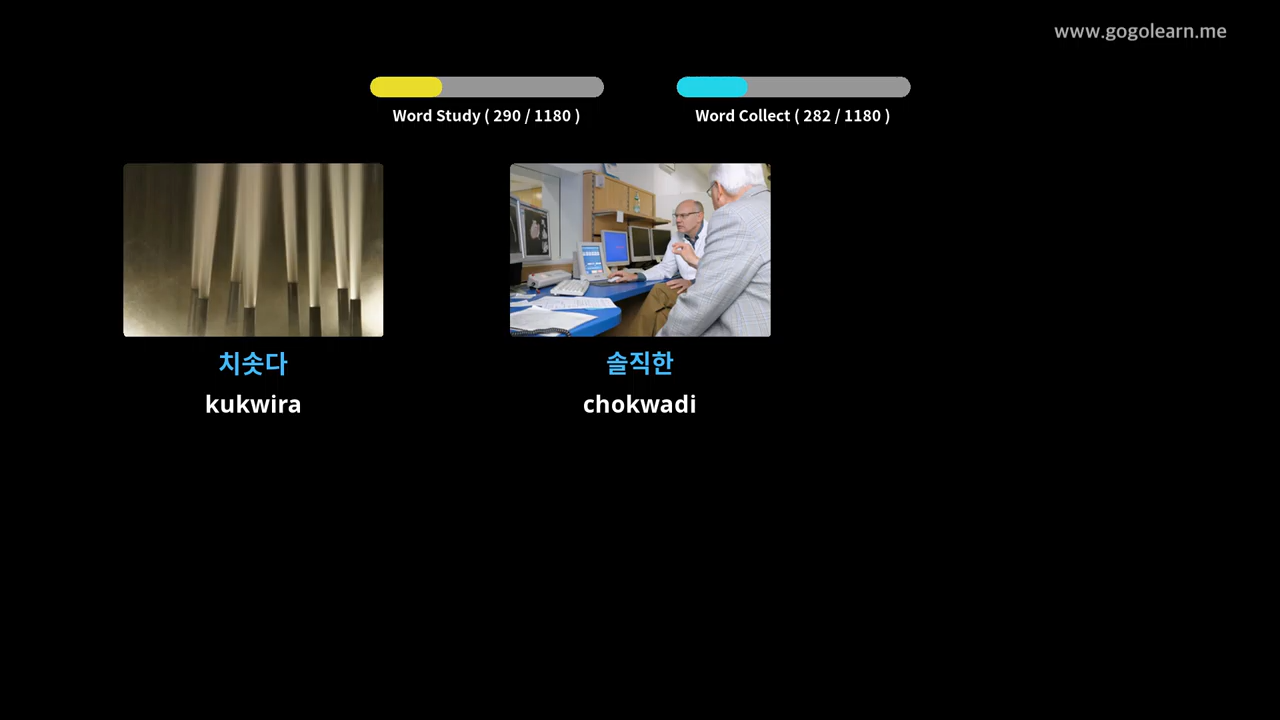 www.gogolearn.me
Word Study ( 290 / 1180 )
Word Collect ( 282 / 1180 )
치솟다
kukwira
솔직한
chokwadi